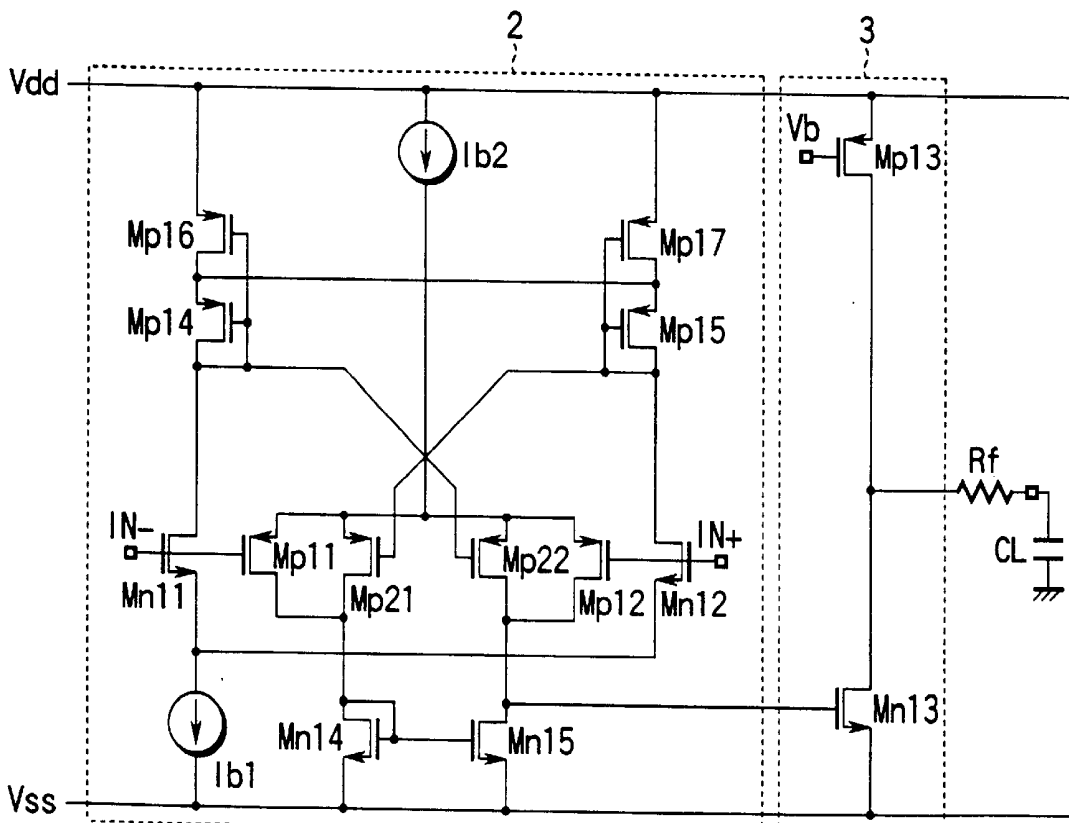 2
3
Vdd
Vb
Ib2
Mp13
Mp16
Mp17
Mp14
Mp15
Rf
IN-
IN+
Mp11
Mp22
CL
Mn11
Mp21
Mp12
Mn12
Mn14
Mn15
Mn13
Ib1
Vss